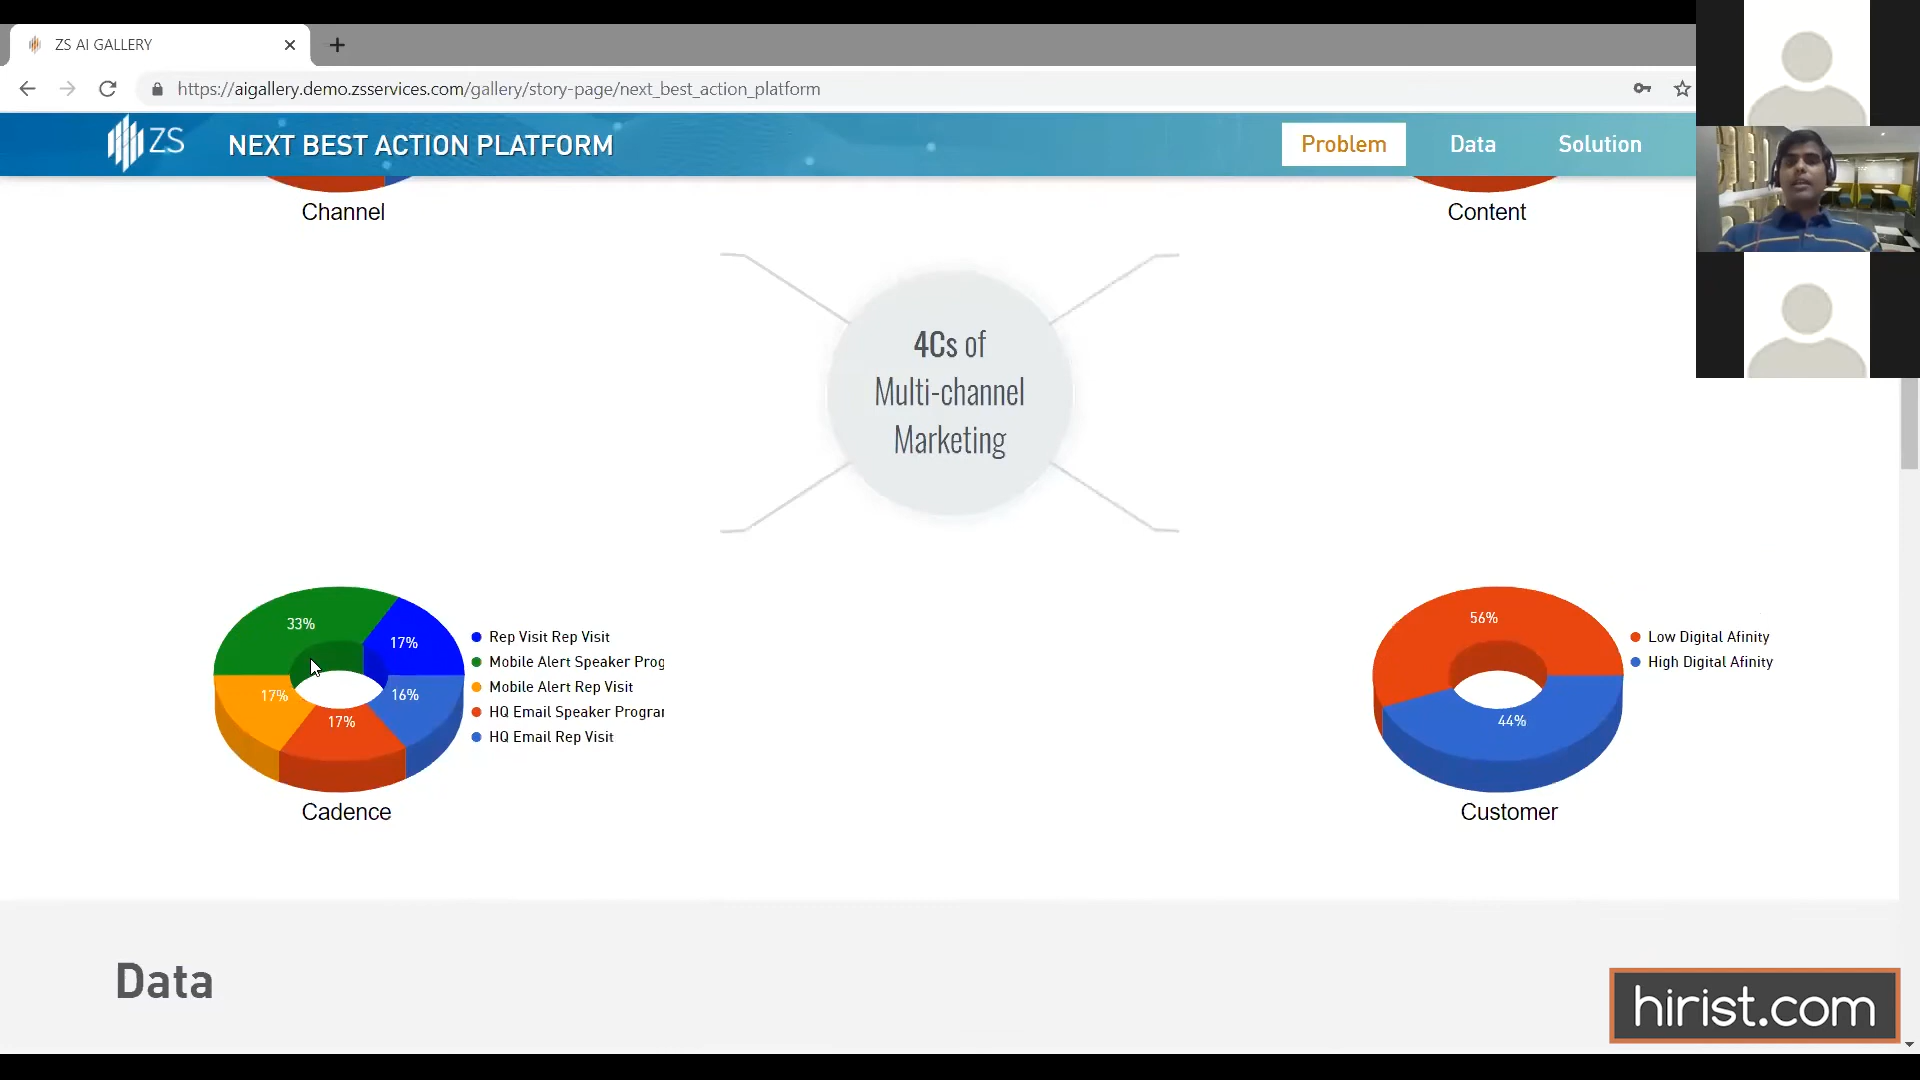 ZS AI GALLERY
https://aigallery.demo.zsservices.com/gallery/story-page/next_best_action_platform
ZS
NEXT BEST ACTION PLATFORM
Problem
Data
Solution
Channel
Content
4Cs of
Multi-channel
Marketing
33%
17%
17%
17%
16%
Rep Visit Rep Visit
Mobile Alert Speaker Prog
Mobile Alert Rep Visit
HQ Email Speaker Prograr
HQ Email Rep Visit
Cadence
56%
44%
Low Digital Afinity
High Digital Afinity
Customer
Data
hirist.com